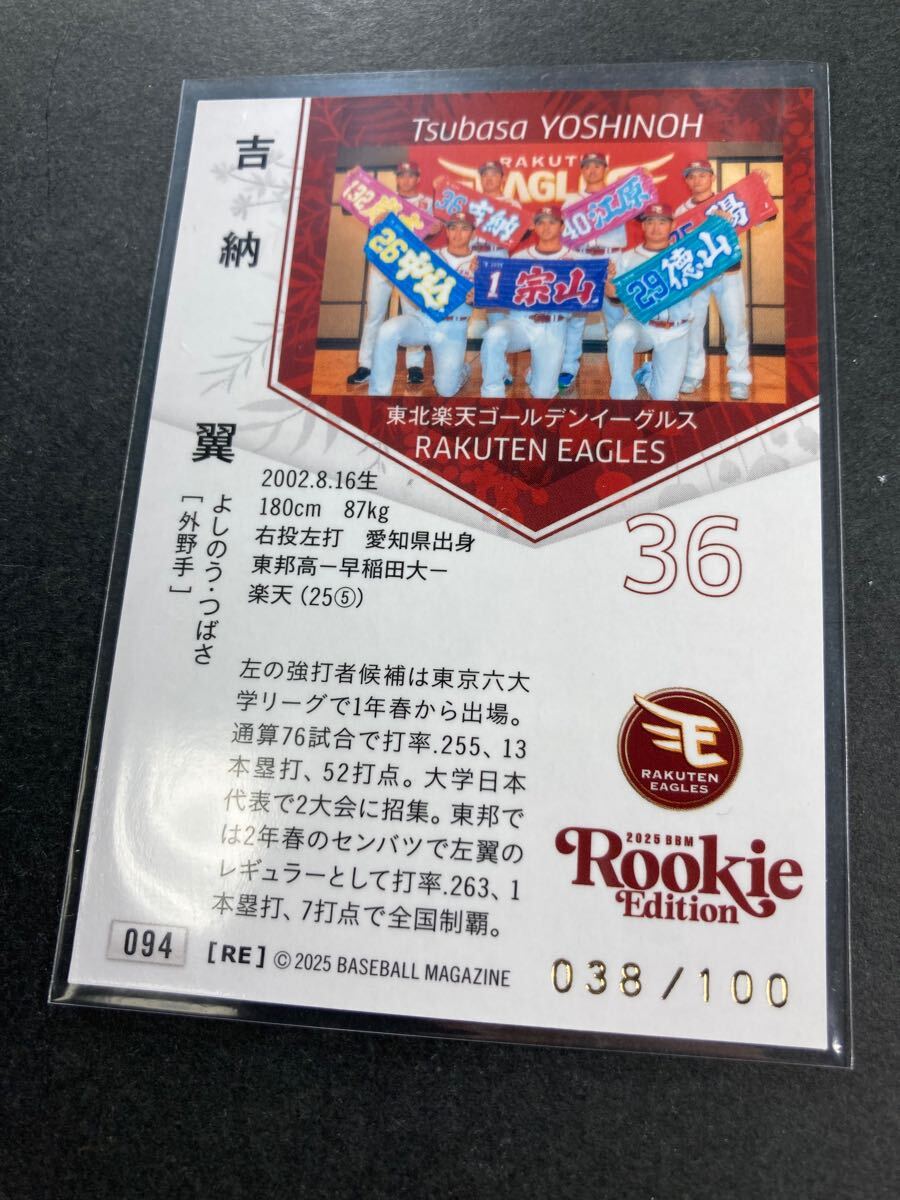 吉納 翼
よしのう・つばさ
[外野手]
Tsubasa YOSHINOH
RAKUTEN
EAGLES
132
36 吉納
40 江原
26 中込
1 宗山
29 徳山
東北楽天ゴールデンイーグルス
RAKUTEN EAGLES
2002.8.16生
180cm 87kg
右投左打 愛知県出身
東邦高ー早稲田大ー
楽天(25⑤)
36
左の強打者候補は東京六大
学リーグで1年春から出場。
通算76試合で打率.255、13
本塁打、52打点。大学日本
代表で2大会に招集。東邦で
は2年春のセンバツで左翼の
レギュラーとして打率.263、1
本塁打、7打点で全国制覇。
E
RAKUTEN
EAGLES
2025 BBM
Rookie
Edition
094
[RE] © 2025 BASEBALL MAGAZINE
038/100